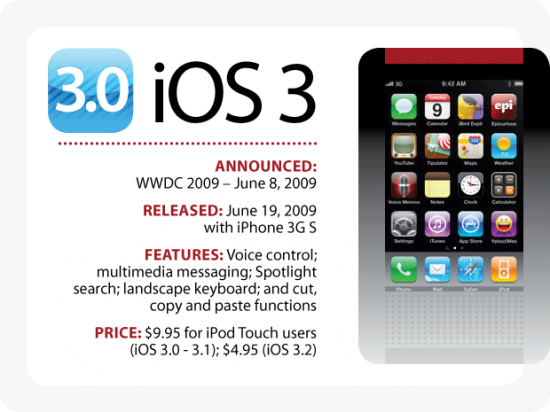 3.0 iOS 3
ANNOUNCED:
WWDC 2009 – June 8, 2009
RELEASED: June 19, 2009
with iPhone 3G S
FEATURES: Voice control;
multimedia messaging; Spotlight
search; landscape keyboard; and cut,
copy and paste functions
PRICE: $9.95 for iPod Touch users
(iOS 3.0 - 3.1); $4.95 (iOS 3.2)
3G 9:42 AM
Tuesday
9 epi
Messages Calendar iBird Expl Epicurious
YouTube Tipulator Maps Weather
Voice Memos Notes Clock Calculator
Settings iTunes App Store Yahoo!Mes
Phone Mail Safari iPod